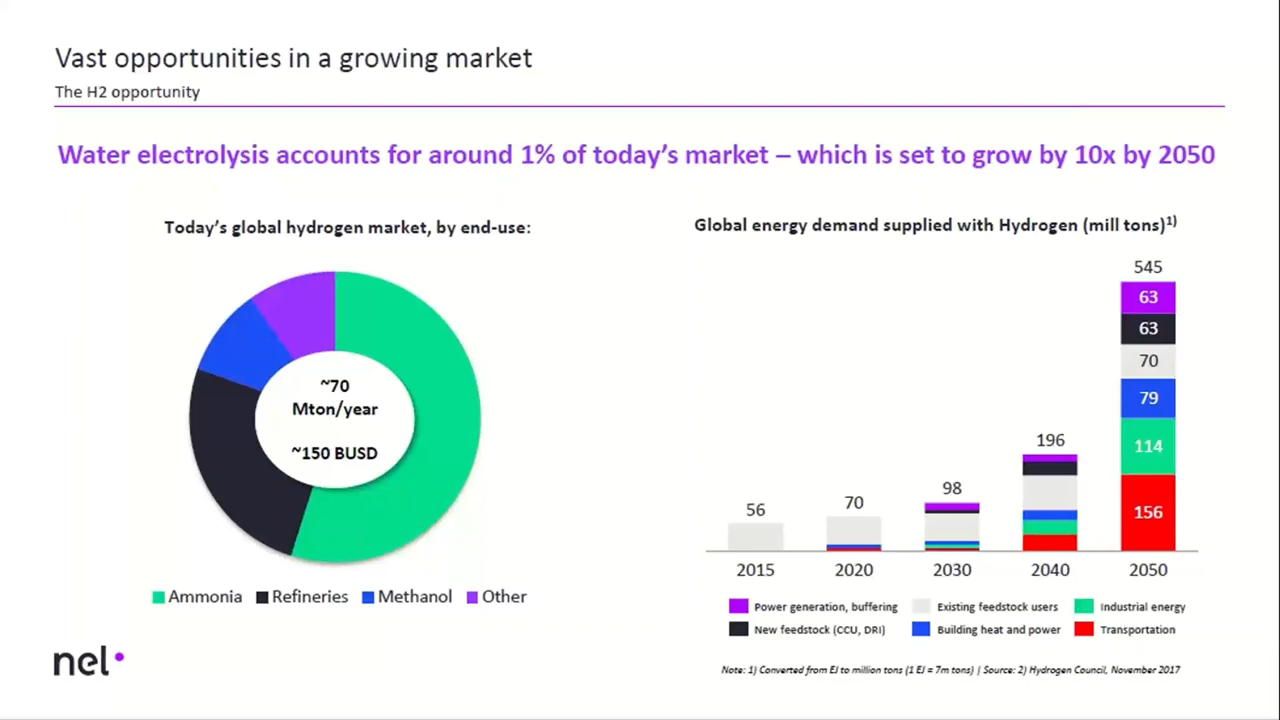 Vast opportunities in a growing market
The H2 opportunity
Water electrolysis accounts for around 1% of today’s market – which is set to grow by 10x by 2050
Today’s global hydrogen market, by end-use:
~70
Mton/year
~150 BUSD
Ammonia Refineries Methanol Other
Global energy demand supplied with Hydrogen (mill tons)1)
545
63
63
70
79
114
156
196
98
70
56
2015 2020 2030 2040 2050
Power generation, buffering Existing feedstock users Industrial energy
New feedstock (CCU, DRI) Building heat and power Transportation
nel
Note: 1) Converted from EJ to million tons (1 EJ = 7m tons) | Source: 2) Hydrogen Council, November 2017